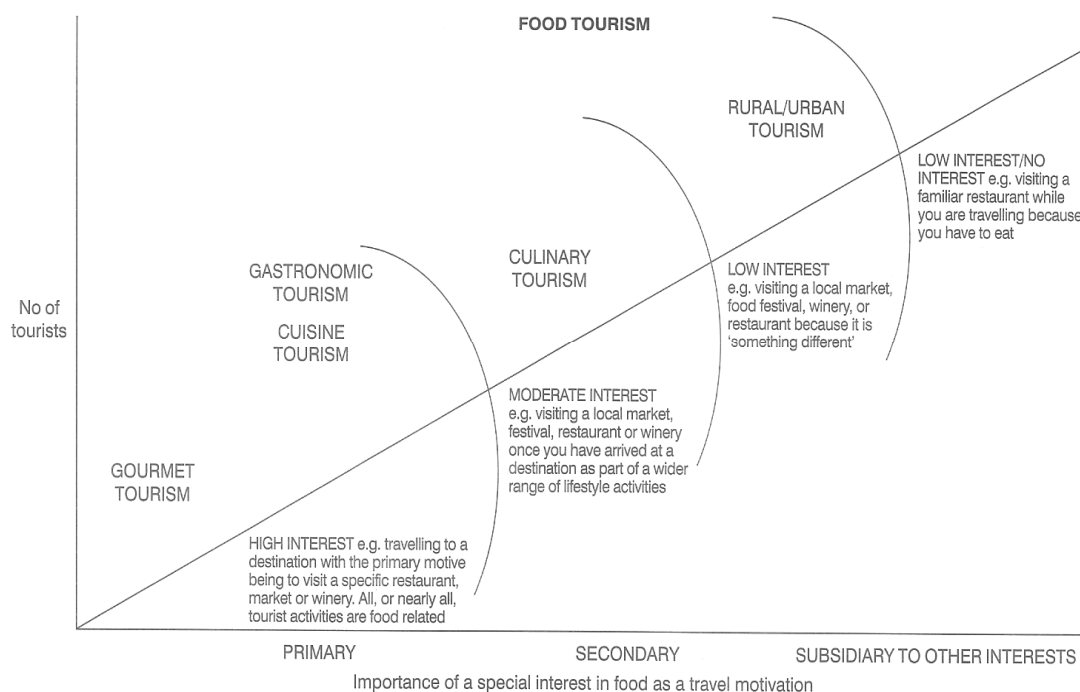 FOOD TOURISM
RURAL/URBAN
TOURISM
LOW INTEREST/NO
INTEREST e.g. visiting a
familiar restaurant while
you are travelling because
you have to eat
CULINARY
TOURISM
LOW INTEREST
e.g. visiting a local market,
food festival, winery, or
restaurant because it is
'something different'
GASTRONOMIC
TOURISM
CUISINE
TOURISM
No of
tourists
MODERATE INTEREST
e.g. visiting a local market,
festival, restaurant or winery
once you have arrived at a
destination as part of a wider
range of lifestyle activities
GOURMET
TOURISM
HIGH INTEREST e.g. travelling to a
destination with the primary motive
being to visit a specific restaurant,
market or winery. All, or nearly all,
tourist activities are food related
PRIMARY
SECONDARY
SUBSIDIARY TO OTHER INTERESTS
Importance of a special interest in food as a travel motivation